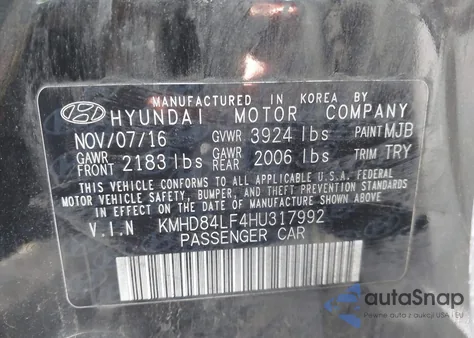 MANUFACTURED IN KOREA BY
HYUNDAI MOTOR COMPANY
NOV/07/16 GVWR 3924 lbs PAINT MJB
GAWR FRONT 2183 lbs GAWR REAR 2006 lbs TRIM TRY
THIS VEHICLE CONFORMS TO ALL APPLICABLE FEDERAL
MOTOR VEHICLE SAFETY, BUMPER, AND THEFT PREVENTION STANDARDS
IN EFFECT ON THE DATE OF MANUFACTURE SHOWN ABOVE.
V.I.N KMHD84LF4HU317992
PASSENGER CAR
autaSnap